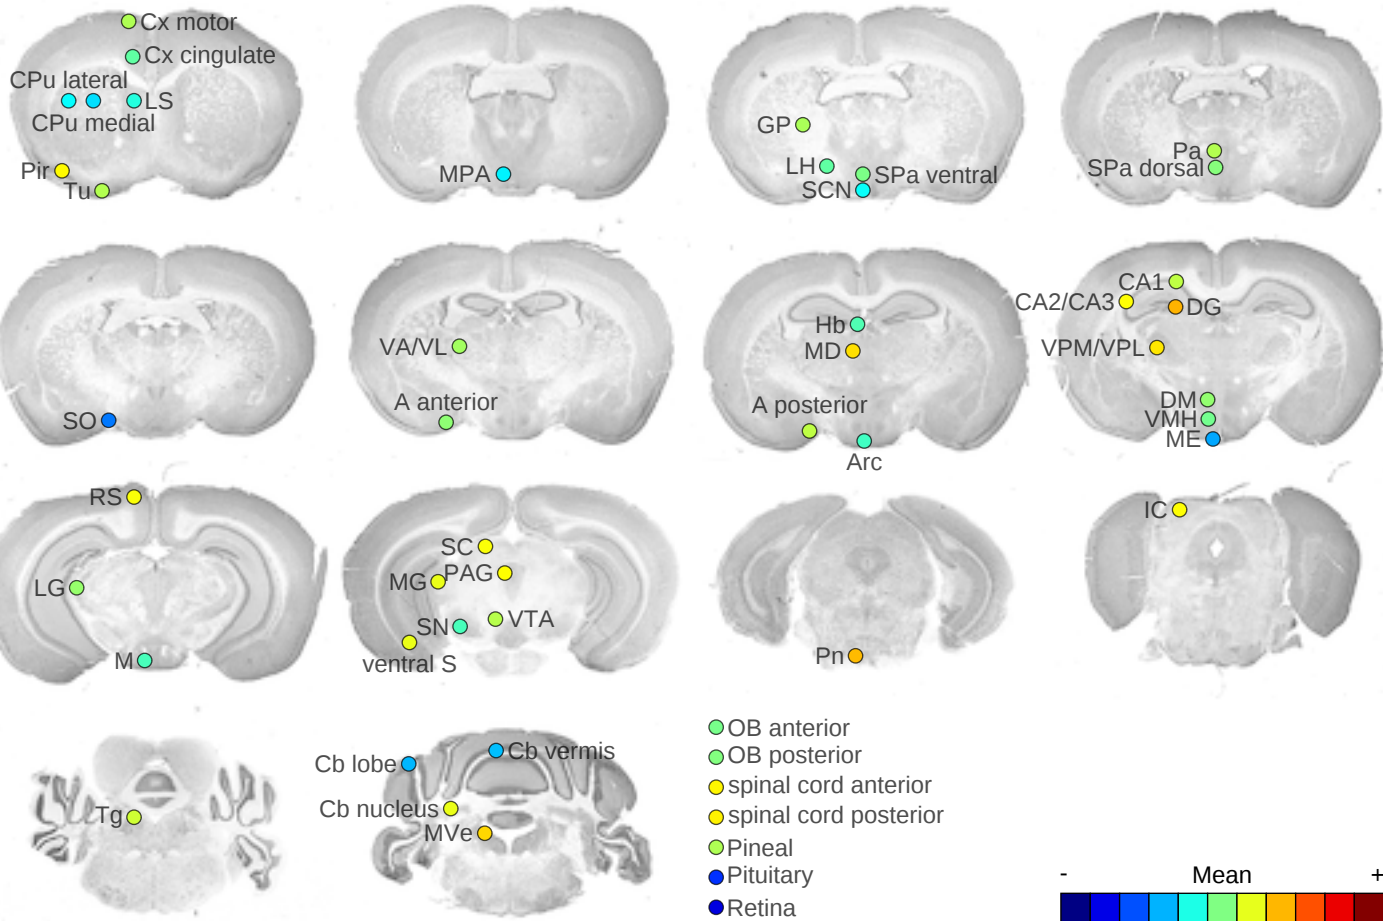 Cx motor
Cx cingulate
CPu lateral
LS
CPu medial
Pir
Tu
MPA
GP
LH
SPa ventral
SCN
Pa
SPa dorsal
SO
VA/VL
A anterior
Hb
MD
A posterior
Arc
CA1
CA2/CA3
DG
VPM/VPL
DM
VMH
ME
RS
LG
M
SC
PAG
MG
VTA
SN
ventral S
Pn
IC
Tg
Cb vermis
Cb lobe
Cb nucleus
MVe
OB anterior
OB posterior
spinal cord anterior
spinal cord posterior
Pineal
Pituitary
Retina
- Mean +